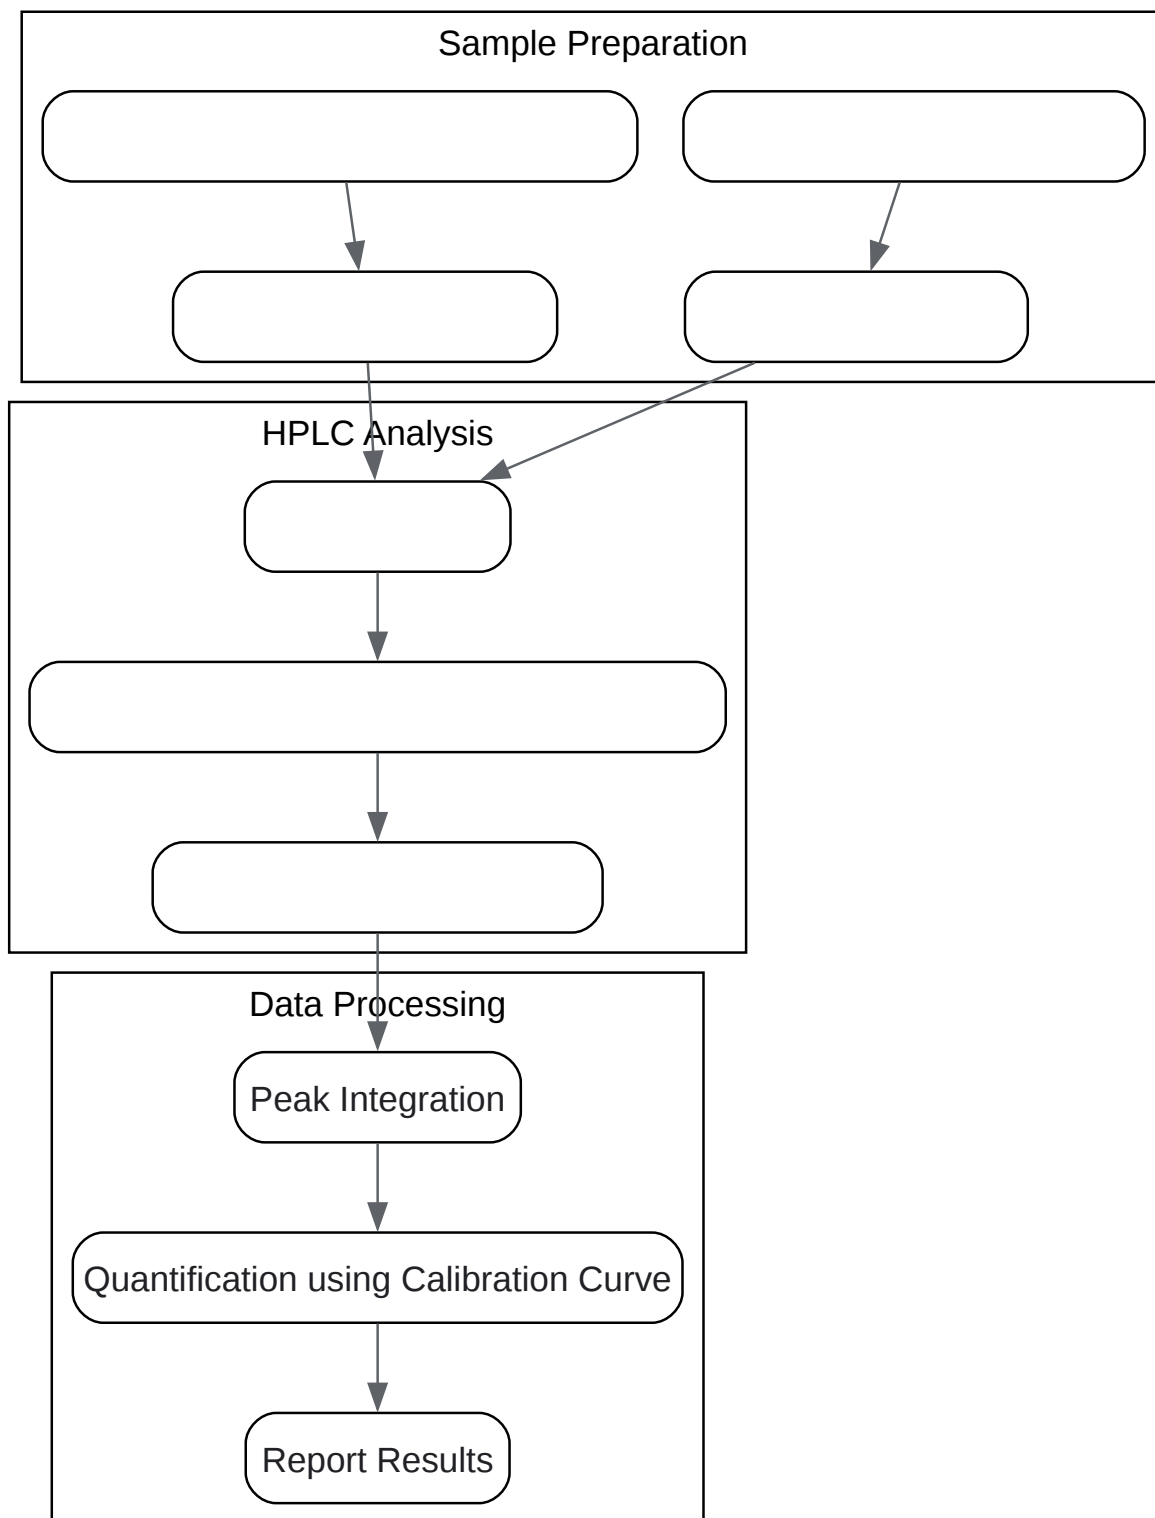 Sample Preparation
HPLC Analysis
Data Processing
Peak Integration
Quantification using Calibration Curve
Report Results